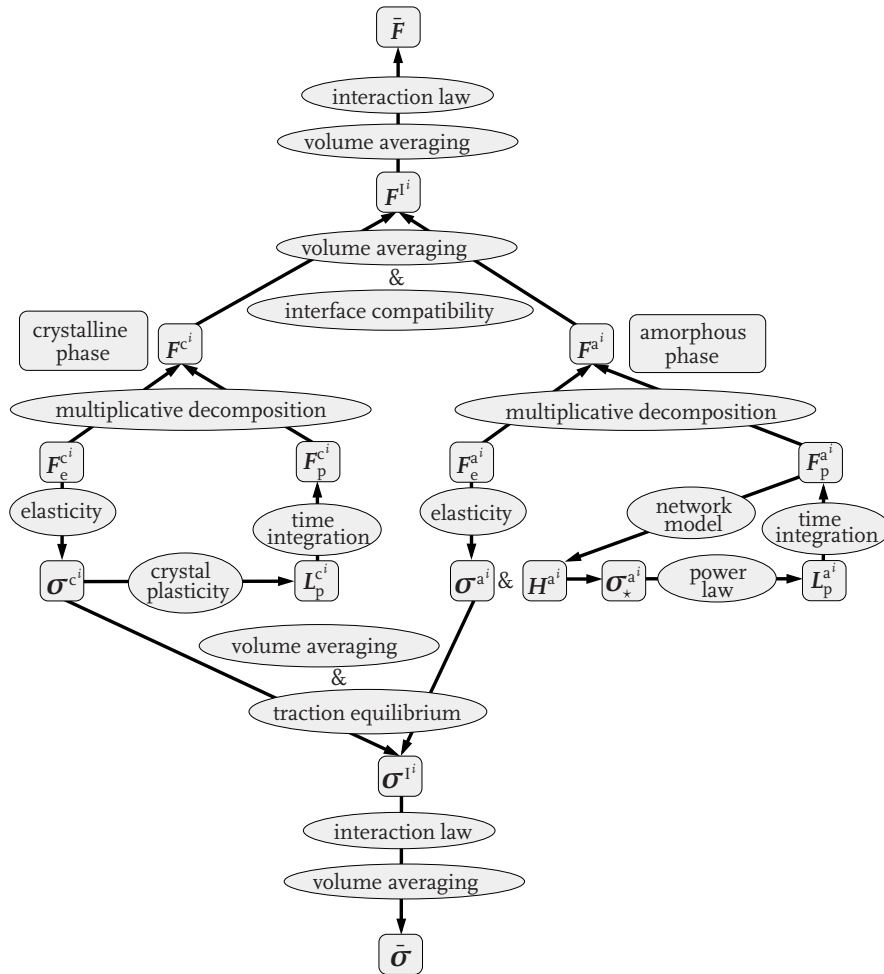 F̄
interaction law
volume averaging
F^{I^i}
volume averaging
&
interface compatibility
crystalline
phase
F^{c^i}
F^{a^i}
amorphous
phase
multiplicative decomposition
multiplicative decomposition
F_e^{c^i}
F_p^{c^i}
F_e^{a^i}
F_p^{a^i}
elasticity
time
integration
elasticity
network
model
time
integration
σ^{c^i}
crystal
plasticity
L_p^{c^i}
σ^{a^i} & H^{a^i}
σ_⋆^{a^i}
power
law
L_p^{a^i}
volume averaging
&
traction equilibrium
σ^{I^i}
interaction law
volume averaging
σ̄